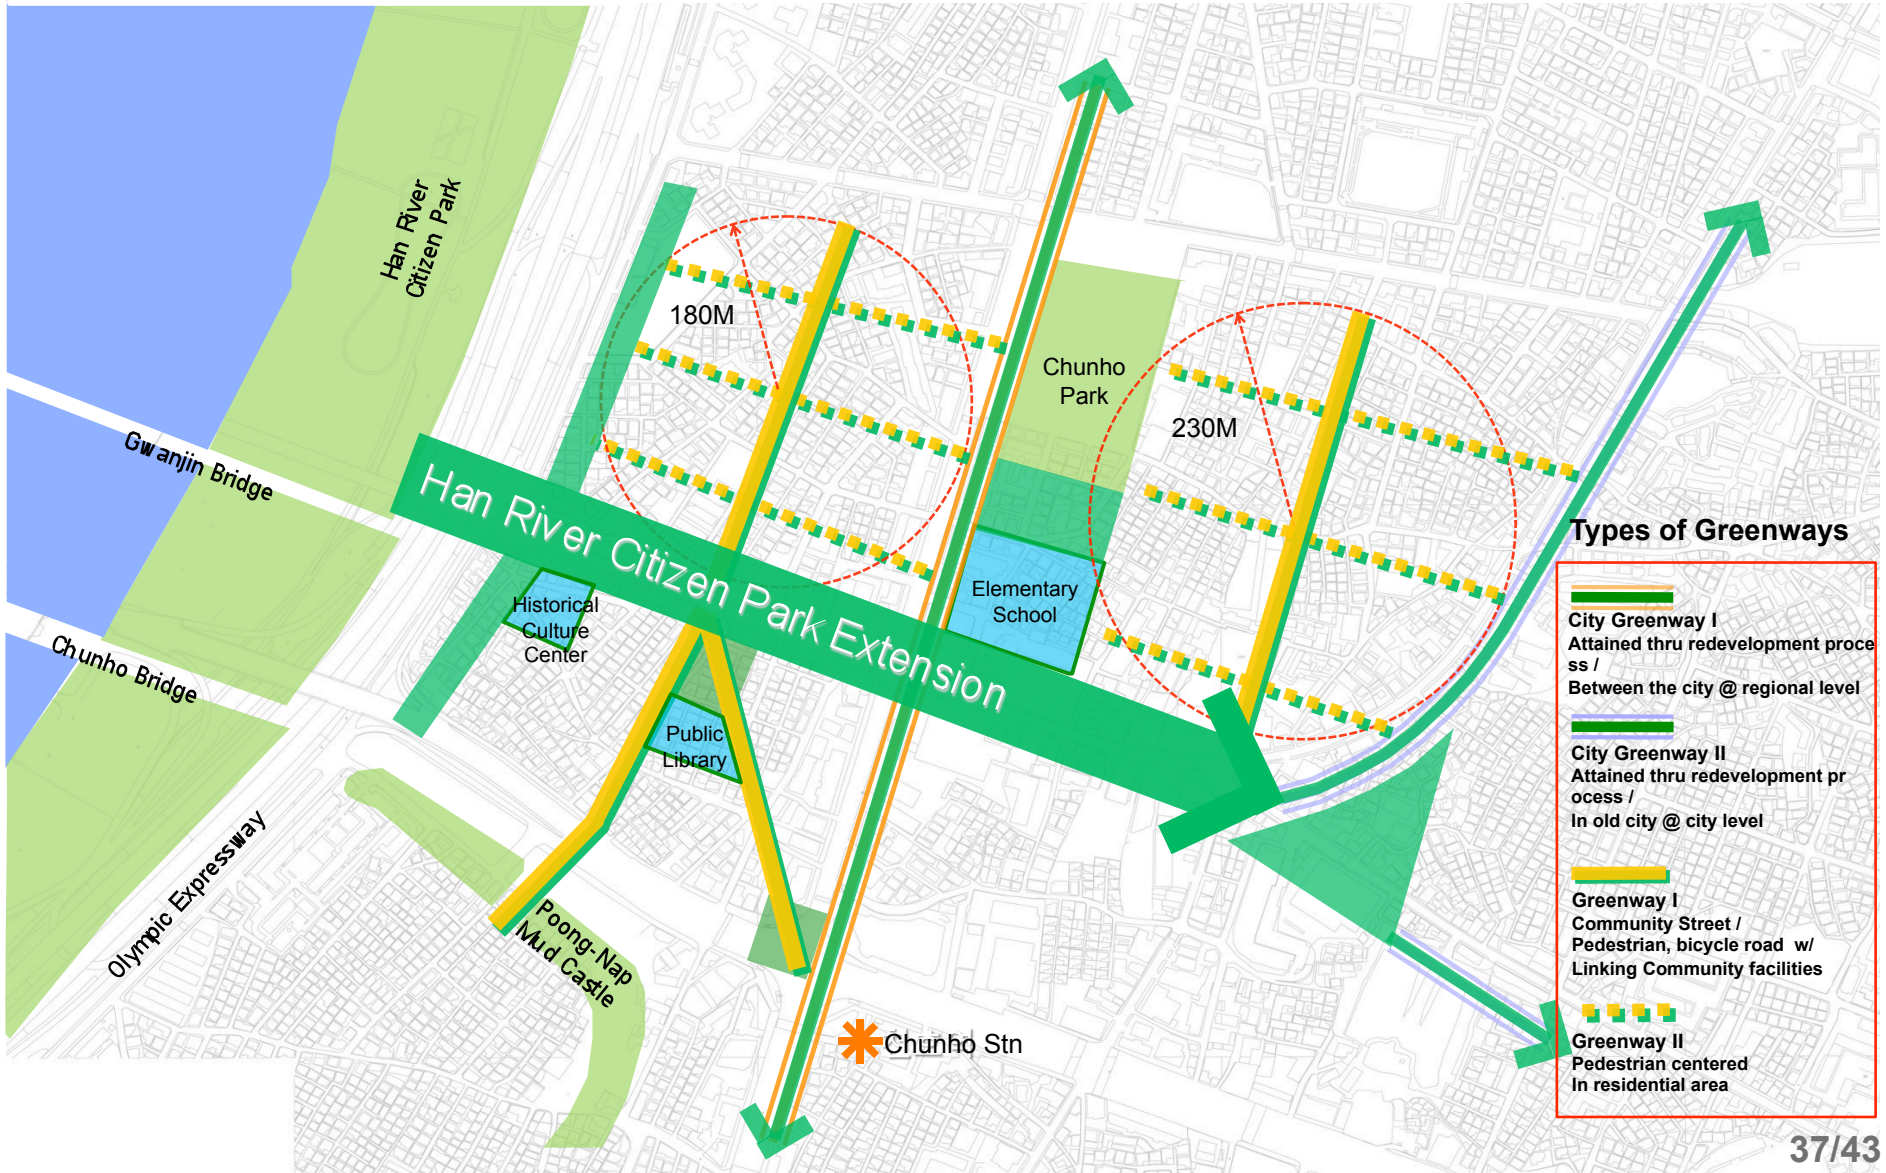 Han River
Citizen Park
180M
Chunho
Park
230M
Gwanjin Bridge
Han River Citizen Park Extension
Types of Greenways
Historical
Culture
Center
Elementary
School
Chunho Bridge
Public
Library
City Greenway I
Attained thru redevelopment proce
ss /
Between the city @ regional level
City Greenway II
Attained thru redevelopment pr
ocess /
In old city @ city level
Olympic Expressway
Poong-Nap
Mud Castle
Greenway I
Community Street /
Pedestrian, bicycle road w/
Linking Community facilities
Chunho Stn
Greenway II
Pedestrian centered
In residential area
37/43